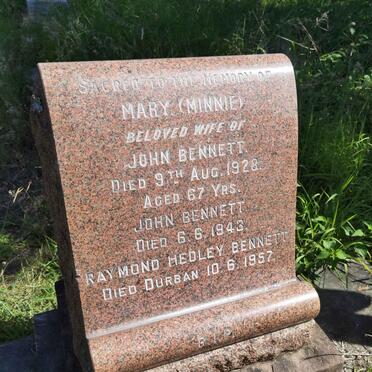 SACRED TO THE MEMORY OF
MARY (MINNIE)
BELOVED WIFE OF
JOHN BENNETT
DIED 9TH AUG. 1928.
AGED 67 YRS.
JOHN BENNETT
DIED 6.6.1943.
RAYMOND HEDLEY BENNETT
DIED DURBAN 10.6.1957.
R.I.P.